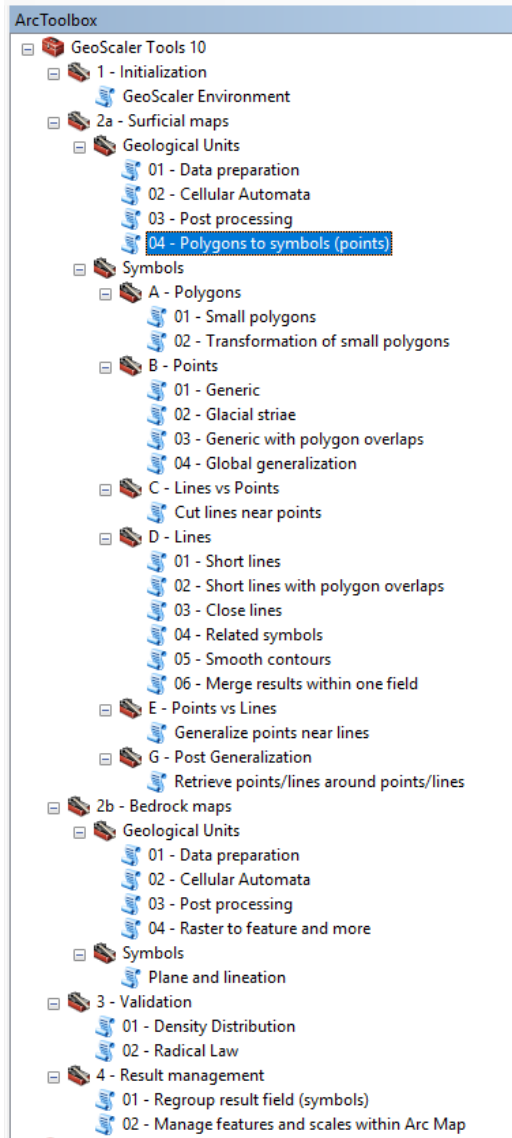 ArcToolbox
GeoScaler Tools 10
1 - Initialization
GeoScaler Environment
2a - Surficial maps
Geological Units
01 - Data preparation
02 - Cellular Automata
03 - Post processing
04 - Polygons to symbols (points)
Symbols
A - Polygons
01 - Small polygons
02 - Transformation of small polygons
B - Points
01 - Generic
02 - Glacial striae
03 - Generic with polygon overlaps
04 - Global generalization
C - Lines vs Points
Cut lines near points
D - Lines
01 - Short lines
02 - Short lines with polygon overlaps
03 - Close lines
04 - Related symbols
05 - Smooth contours
06 - Merge results within one field
E - Points vs Lines
Generalize points near lines
G - Post Generalization
Retrieve points/lines around points/lines
2b - Bedrock maps
Geological Units
01 - Data preparation
02 - Cellular Automata
03 - Post processing
04 - Raster to feature and more
Symbols
Plane and lineation
3 - Validation
01 - Density Distribution
02 - Radical Law
4 - Result management
01 - Regroup result field (symbols)
02 - Manage features and scales within Arc Map